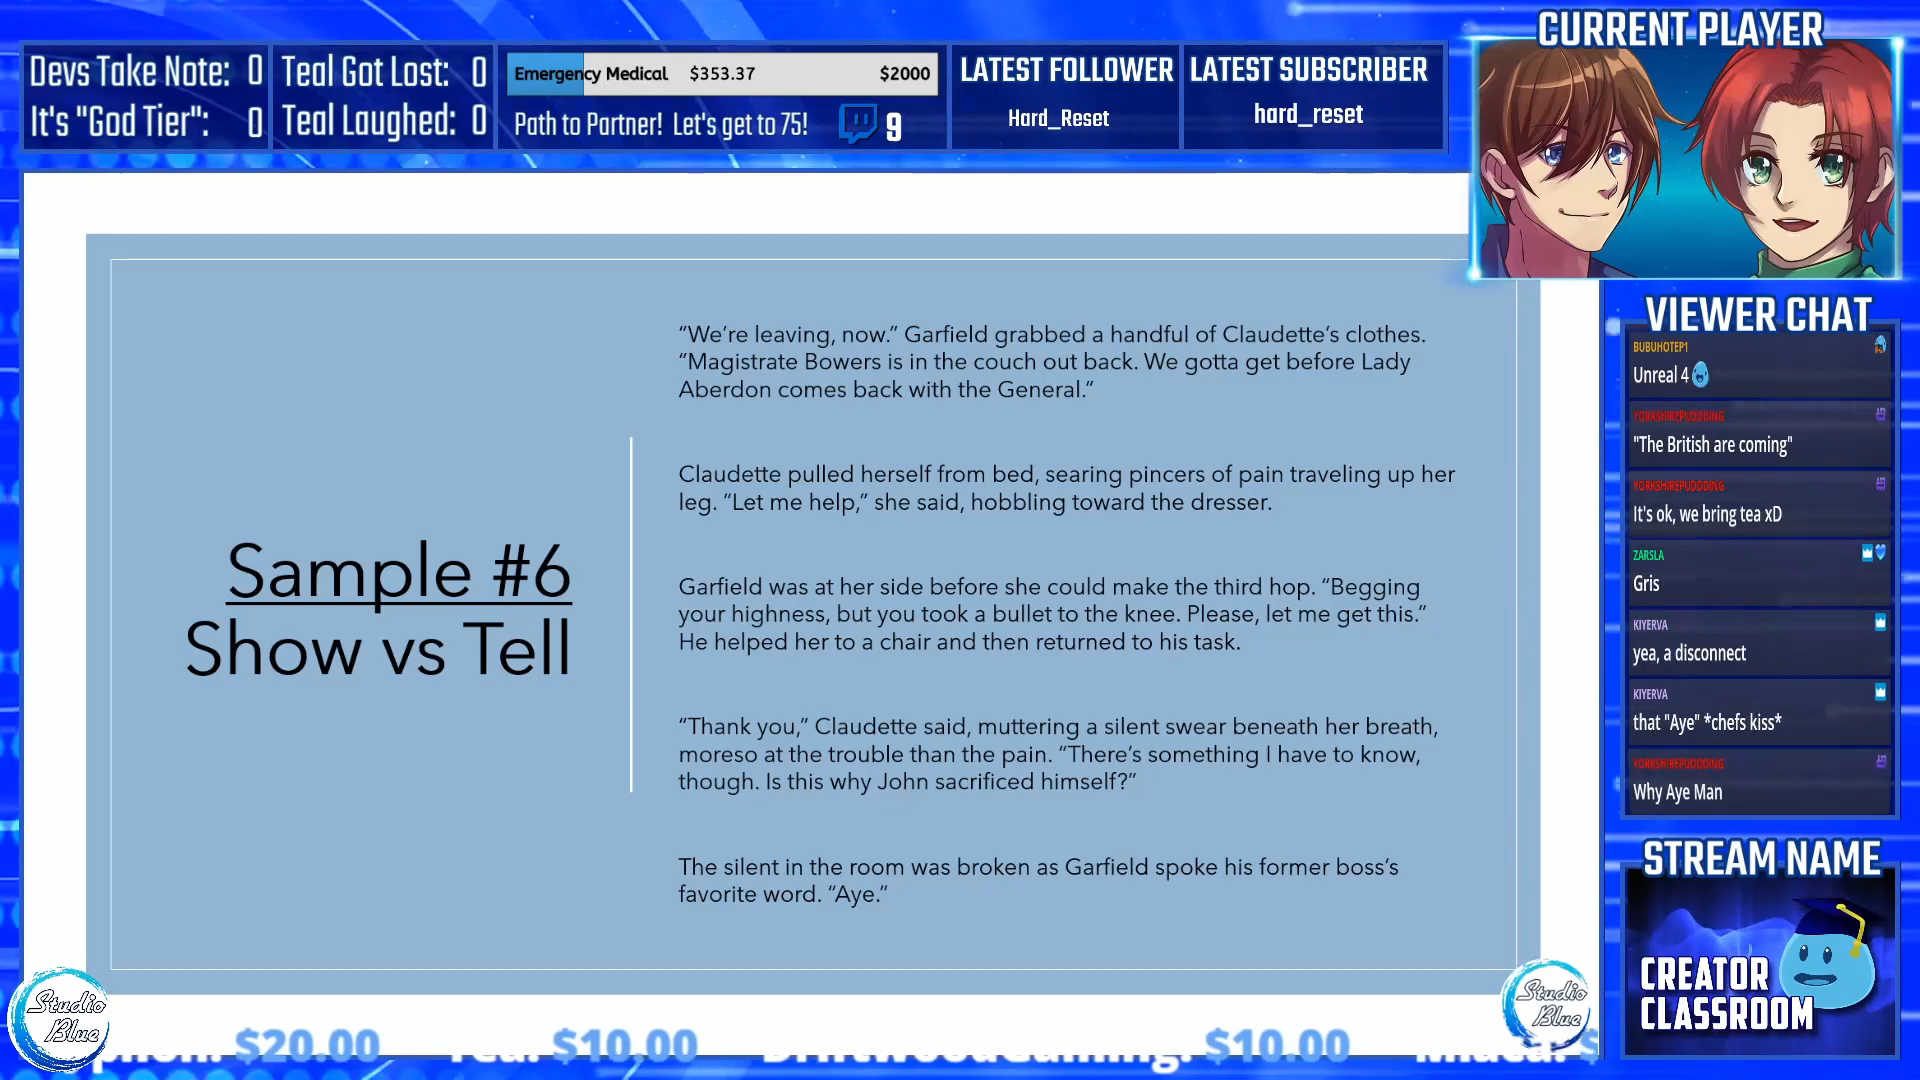 CURRENT PLAYER
Devs Take Note: 0
It's "God Tier": 0
Teal Got Lost: 0
Teal Laughed: 0
Emergency Medical $353.37 $2000
Path to Partner! Let's get to 75! 9
LATEST FOLLOWER
Hard_Reset
LATEST SUBSCRIBER
hard_reset
Sample #6
Show vs Tell
“We’re leaving, now.” Garfield grabbed a handful of Claudette’s clothes.
“Magistrate Bowers is in the couch out back. We gotta get before Lady
Aberdon comes back with the General.”
Claudette pulled herself from bed, searing pincers of pain traveling up her
leg. “Let me help,” she said, hobbling toward the dresser.
Garfield was at her side before she could make the third hop. “Begging
your highness, but you took a bullet to the knee. Please, let me get this.”
He helped her to a chair and then returned to his task.
“Thank you,” Claudette said, muttering a silent swear beneath her breath,
moreso at the trouble than the pain. “There’s something I have to know,
though. Is this why John sacrificed himself?”
The silent in the room was broken as Garfield spoke his former boss’s
favorite word. “Aye.”
VIEWER CHAT
BUBUHOTEP1
Unreal 4
YORKSHIREPUDDDING
"The British are coming"
YORKSHIREPUDDDING
It's ok, we bring tea xD
ZARSLA
Gris
KIYERVA
yea, a disconnect
KIYERVA
that "Aye" *chefs kiss*
YORKSHIREPUDDDING
Why Aye Man
STREAM NAME
CREATOR
CLASSROOM
Studio
Blue
Studio
Blue
$20.00 $10.00 DriftwoodGaming: $10.00